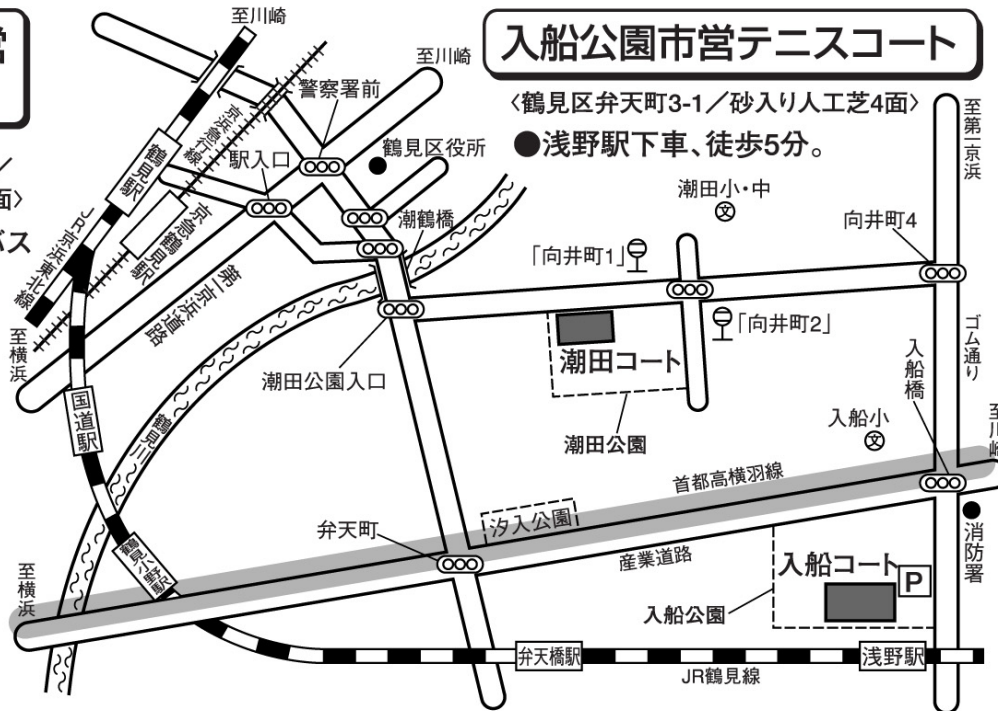 営
至川崎
入船公園市営テニスコート
至川崎
〈鶴見区弁天町3-1／砂入り人工芝4面〉
●浅野駅下車、徒歩5分。
警察署前
京浜急行線
鶴見駅
駅入口
鶴見区役所
至第一京浜
／
面〉
バス
潮田小・中
文
京急鶴見駅
JR京浜東北線
潮鶴橋
向井町4
「向井町1」
第一京浜道路
「向井町2」
至横浜
ゴム通り
潮田コート
潮田公園入口
入船橋
国道駅
鶴見川
潮田公園
入船小
文
至川崎
首都高横羽線
汐入公園
弁天町
産業道路
消防署
鶴見小野駅
至横浜
入船コート
P
入船公園
弁天橋駅
浅野駅
JR鶴見線